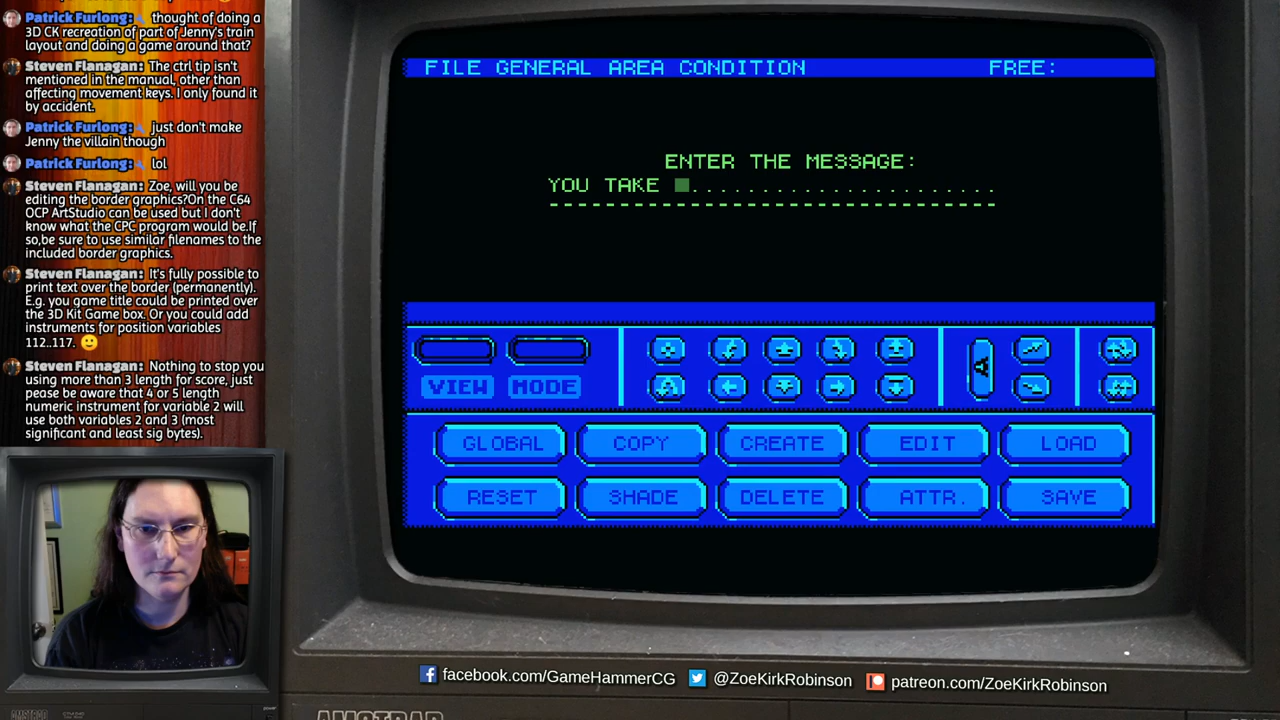 Patrick Furlong: thought of doing a
3D CK recreation of part of Jenny's train
layout and doing a game around that?
Steven Flanagan: The ctrl tip isn't
mentioned in the manual, other than
affecting movement keys. I only found it
by accident.
Patrick Furlong: just don't make
Jenny the villain though
Patrick Furlong: lol
Steven Flanagan: Zoe, will you be
editing the border graphics?On the C64
OCP ArtStudio can be used but I don't
know what the CPC program would be.If
so,be sure to use similar filenames to the
included border graphics.
Steven Flanagan: It's fully possible to
print text over the border (permanently).
E.g. you game title could be printed over
the 3D Kit Game box. Or you could add
instruments for position variables
112..117. 🙂
Steven Flanagan: Nothing to stop you
using more than 3 length for score, just
pease be aware that 4 or 5 length
numeric instrument for variable 2 will
use both variables 2 and 3 (most
significant and least sig bytes).
FILE GENERAL AREA CONDITION FREE:
ENTER THE MESSAGE:
YOU TAKE ......................
VIEW MODE
A
GLOBAL COPY CREATE EDIT LOAD
RESET SHADE DELETE ATTR. SAVE
facebook.com/GameHammerCG @ZoeKirkRobinson patreon.com/ZoeKirkRobinson
AMSTRAD